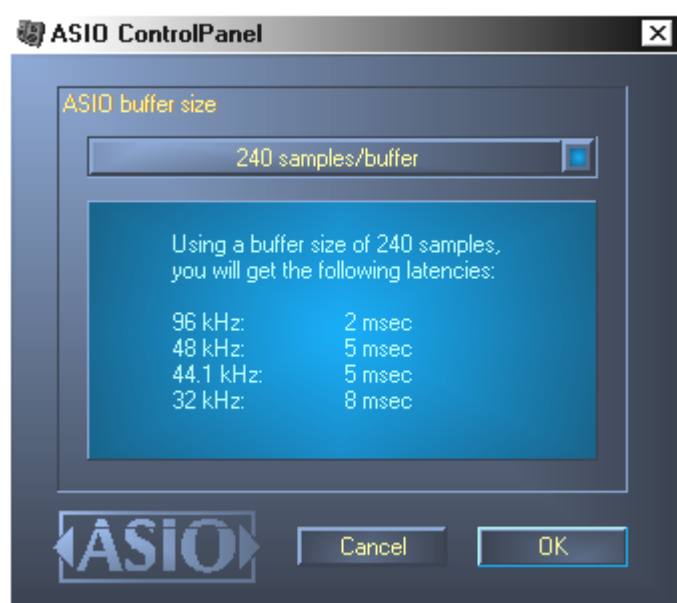 ASIO ControlPanel
ASIO buffer size
240 samples/buffer
Using a buffer size of 240 samples,
you will get the following latencies:
96 kHz: 2 msec
48 kHz: 5 msec
44.1 kHz: 5 msec
32 kHz: 8 msec
ASiO
Cancel
OK